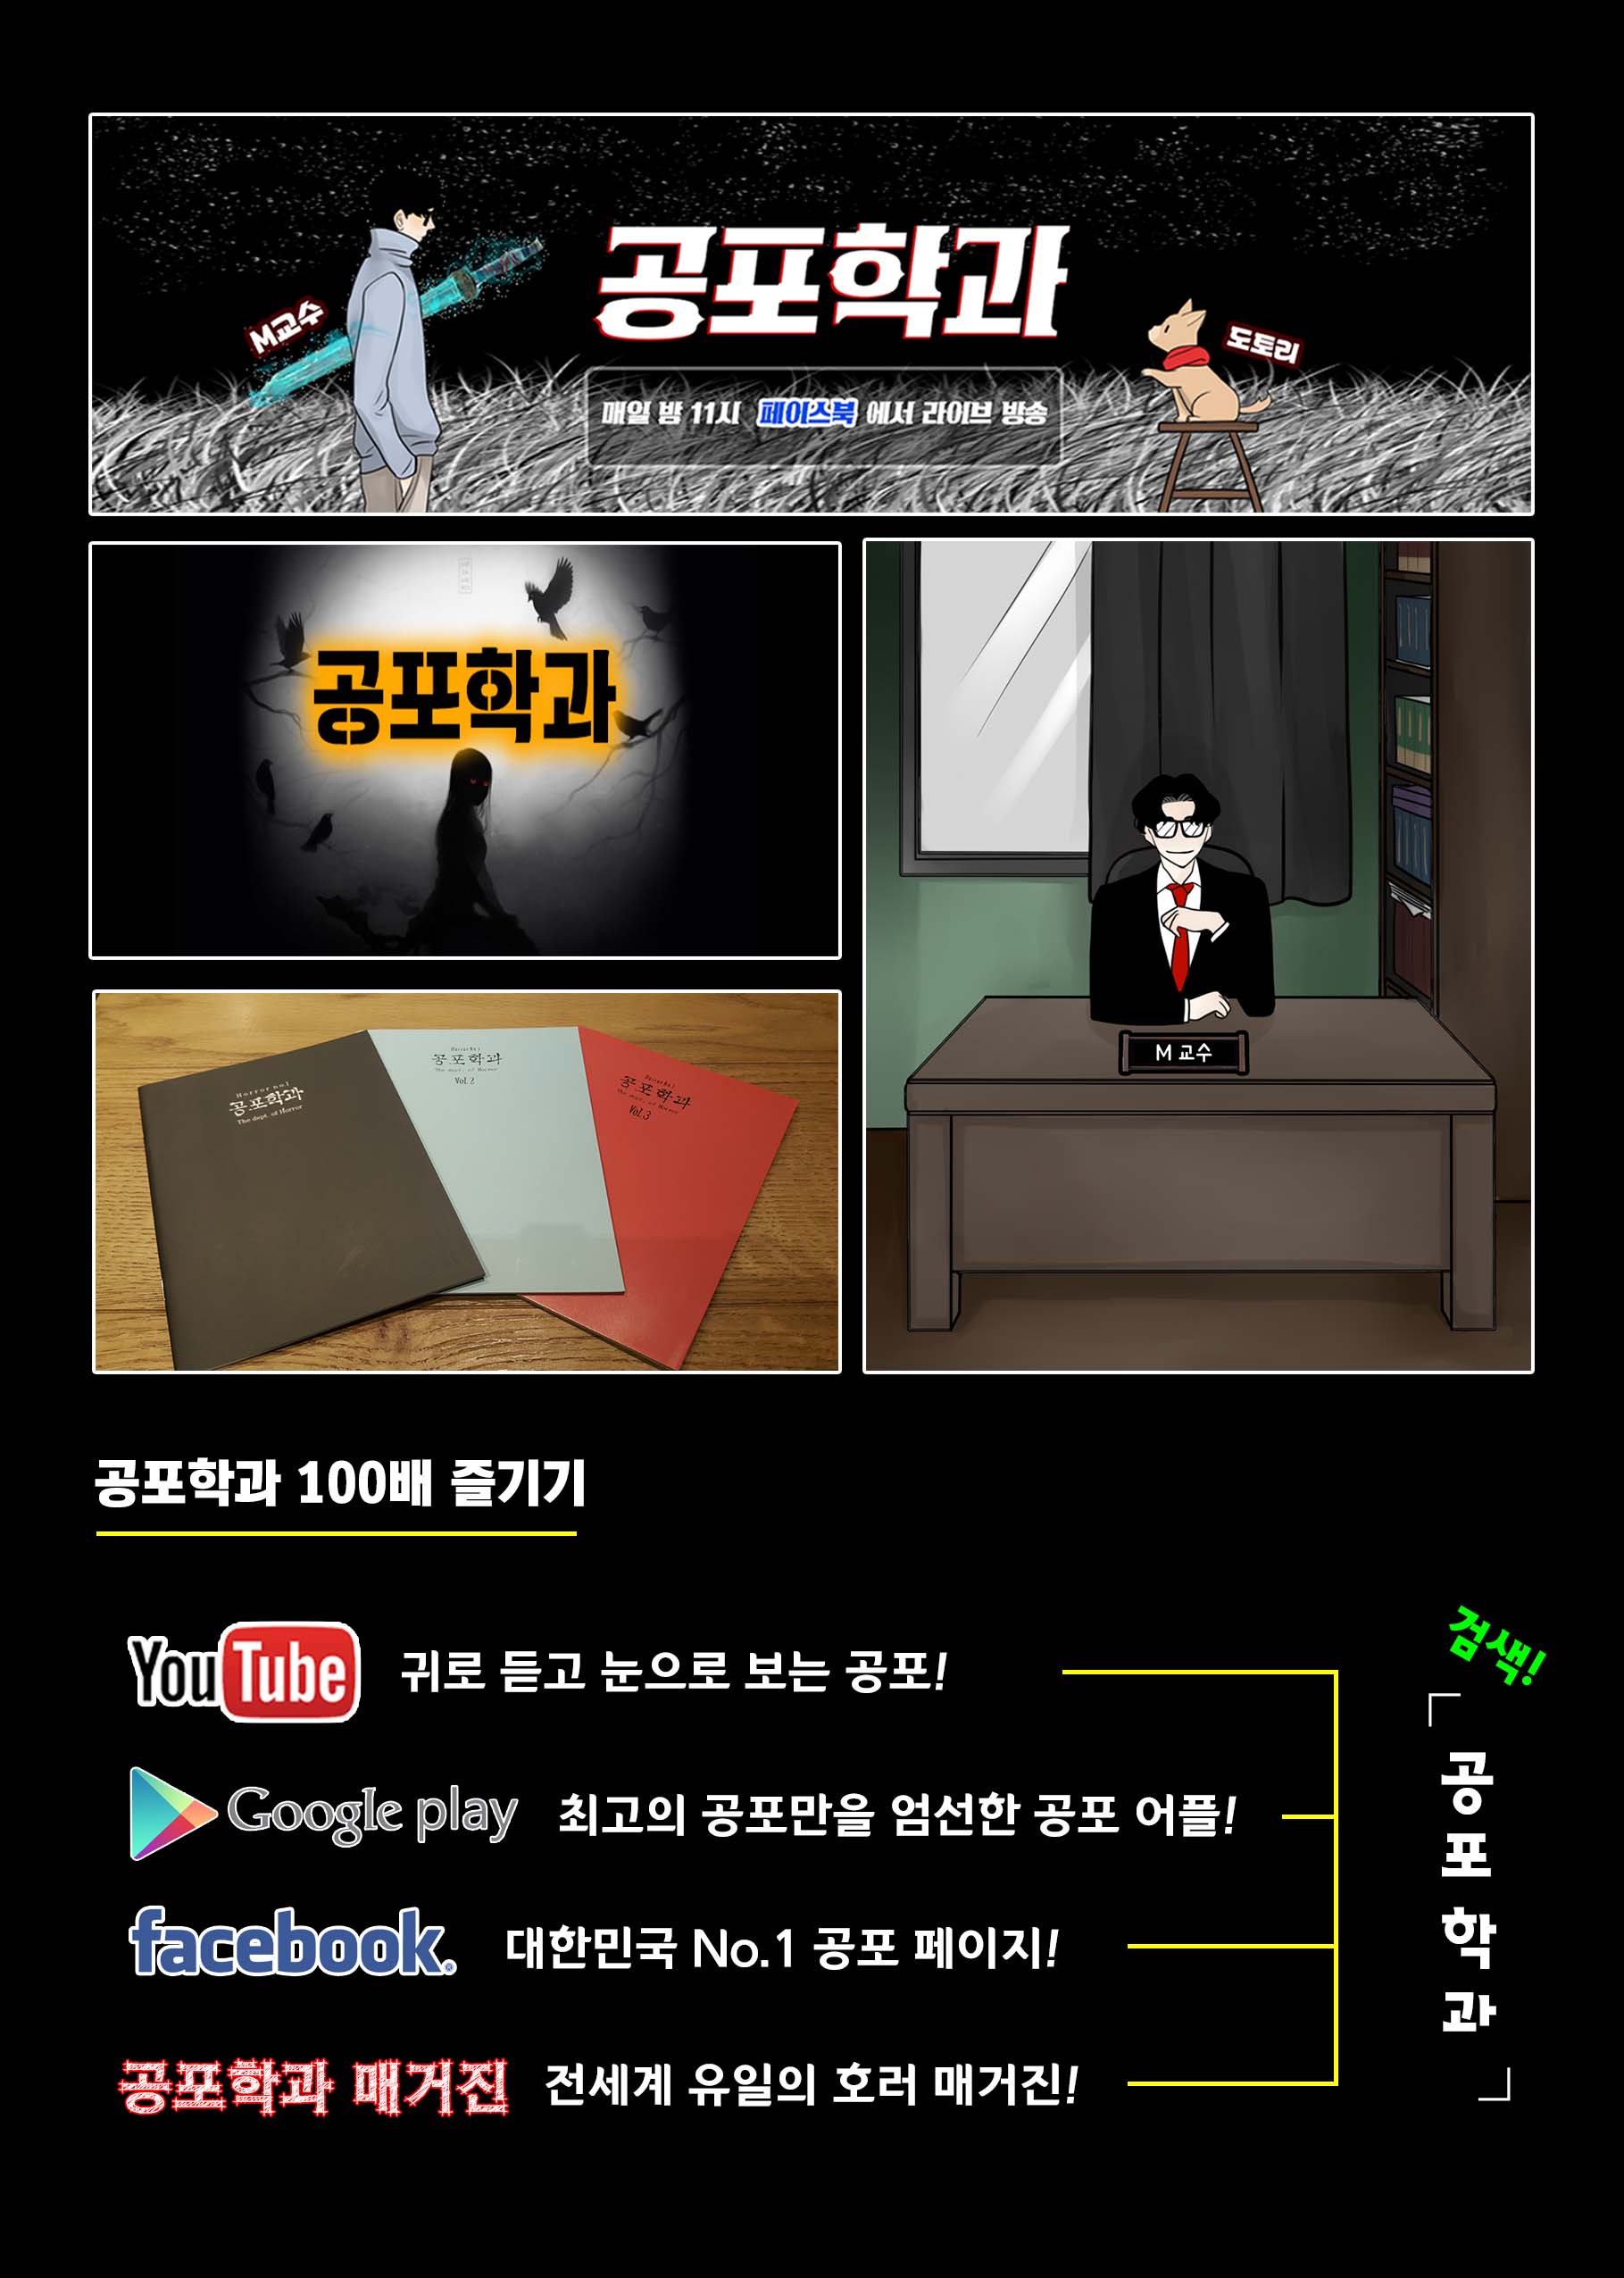 M교수
공포학과
도토리
매일 밤 11시 페이스북 에서 라이브 방송
공포학과
Horror no1
공포학과
The dept. of Horror
Horror No.1
공포학과
The dept. of Horror
Vol.2
Horror No.1
공포학과
The dept. of Horror
Vol.3
M 교수
공포학과 100배 즐기기
YouTube 귀로 듣고 눈으로 보는 공포!
Google play 최고의 공포만을 엄선한 공포 어플!
facebook. 대한민국 No.1 공포 페이지!
공포학과 매거진 전세계 유일의 호러 매거진!
검색!
「공포학과」